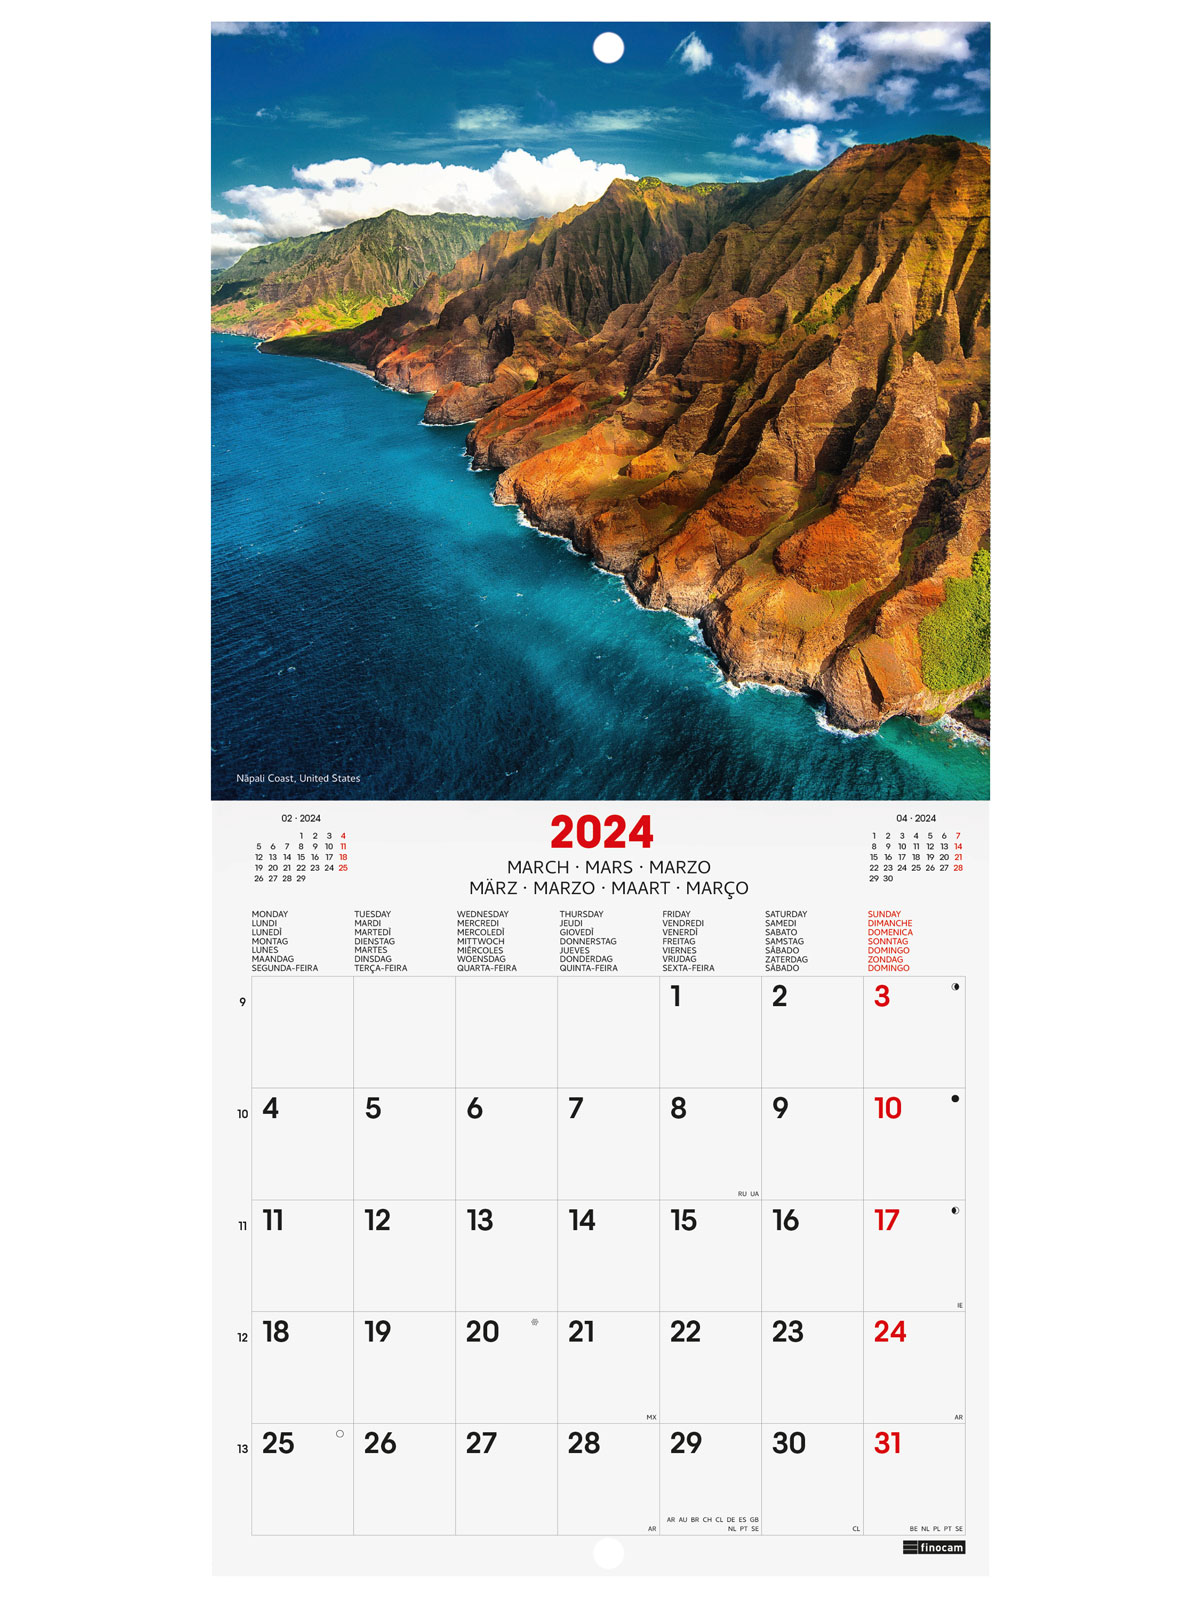 Nāpali Coast, United States
02 · 2024
1 2 3 4
5 6 7 8 9 10 11
12 13 14 15 16 17 18
19 20 21 22 23 24 25
26 27 28 29
2024
MARCH · MARS · MARZO
MÄRZ · MARZO · MAART · MARÇO
04 · 2024
1 2 3 4 5 6 7
8 9 10 11 12 13 14
15 16 17 18 19 20 21
22 23 24 25 26 27 28
29 30
MONDAY TUESDAY WEDNESDAY THURSDAY FRIDAY SATURDAY SUNDAY
LUNDI MARDI MERCREDI JEUDI VENDREDI SAMEDI DIMANCHE
LUNEDÌ MARTEDÌ MERCOLEDÌ GIOVEDÌ VENERDÌ SABATO DOMENICA
MONTAG DIENSTAG MITTWOCH DONNERSTAG FREITAG SAMSTAG SONNTAG
LUNES MARTES MIÉRCOLES JUEVES VIERNES SÁBADO DOMINGO
MAANDAG DINSDAG WOENSDAG DONDERDAG VRIJDAG ZATERDAG ZONDAG
SEGUNDA-FEIRA TERÇA-FEIRA QUARTA-FEIRA QUINTA-FEIRA SEXTA-FEIRA SÁBADO DOMINGO
9 1 2 3
10 4 5 6 7 8 9 10
RU UA
11 11 12 13 14 15 16 17
IE
12 18 19 20 21 22 23 24
MX AR
13 25 26 27 28 29 30 31
AR AU BR CH CL DE ES GB
AR NL PT SE CL BE NL PL PT SE
finocam